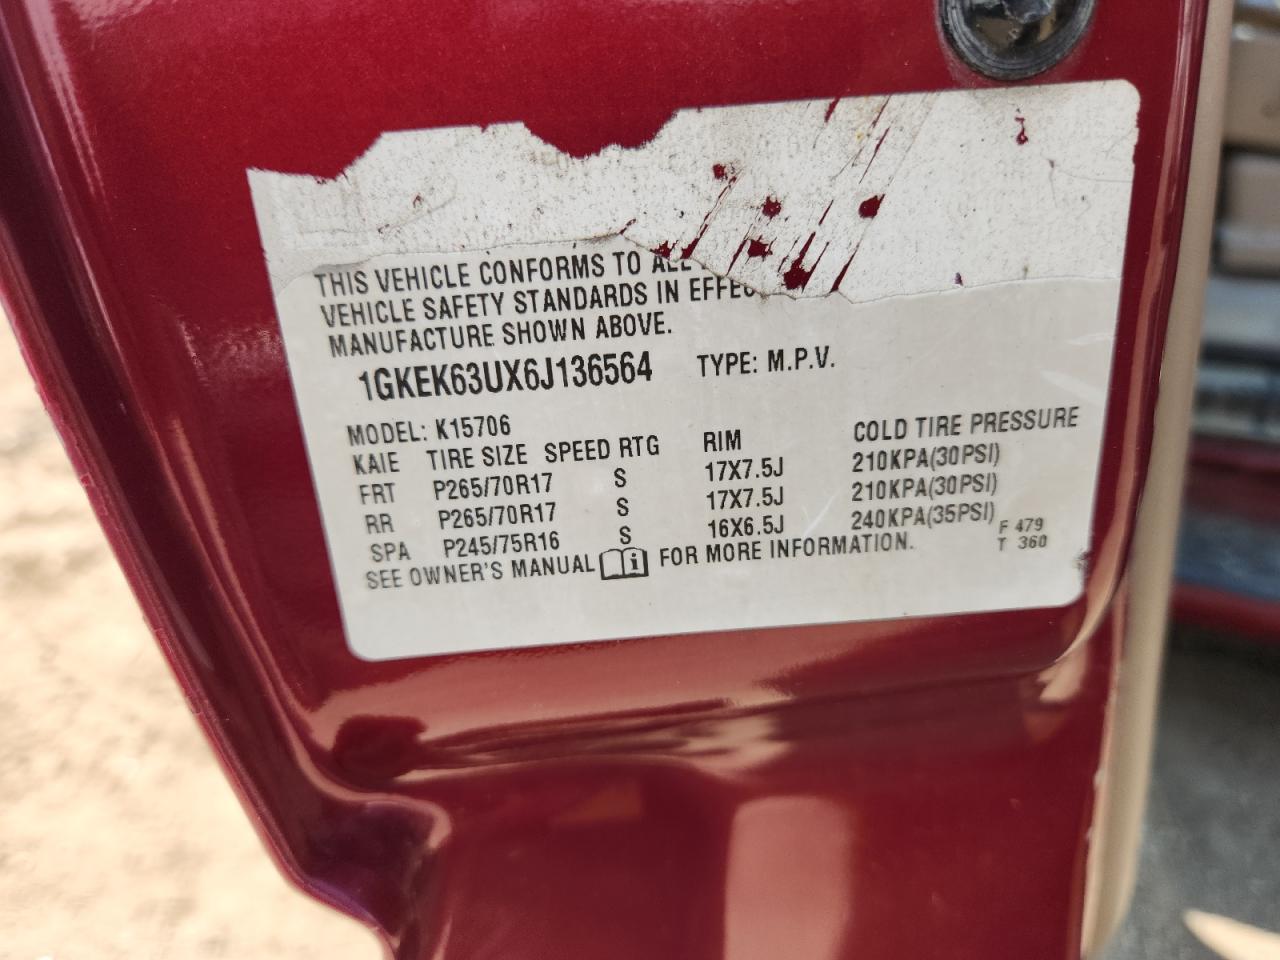 THIS VEHICLE CONFORMS TO ALL
VEHICLE SAFETY STANDARDS IN EFFEC
MANUFACTURE SHOWN ABOVE.
1GKEK63UX6J136564 TYPE: M.P.V.
MODEL: K15706
KAIE TIRE SIZE SPEED RTG RIM COLD TIRE PRESSURE
FRT P265/70R17 S 17X7.5J 210KPA(30PSI)
RR P265/70R17 S 17X7.5J 210KPA(30PSI)
SPA P245/75R16 S 16X6.5J 240KPA(35PSI)
SEE OWNER'S MANUAL FOR MORE INFORMATION.
F 479
T 360